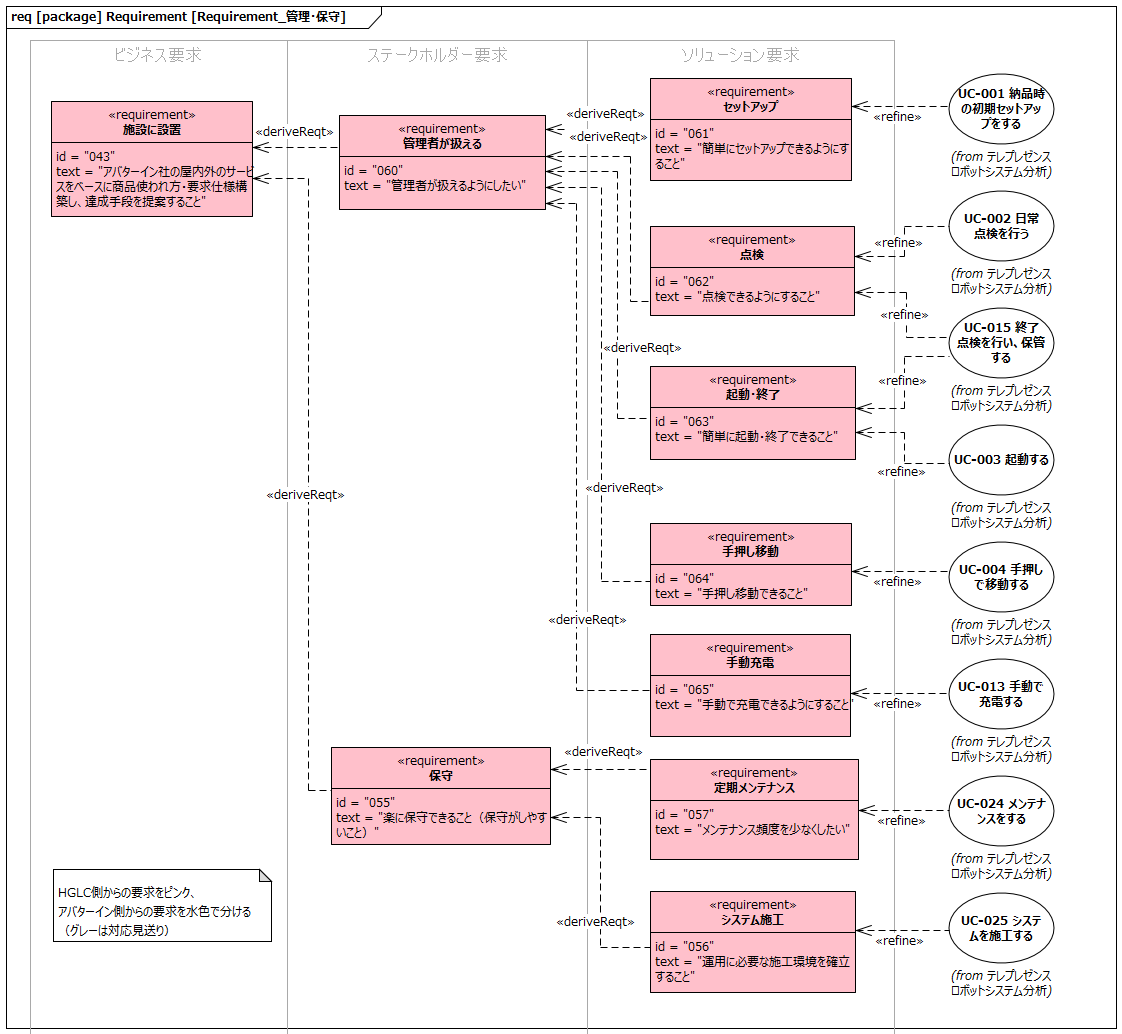 req [package] Requirement [Requirement_管理・保守]
ビジネス要求
ステークホルダー要求
ソリューション要求
«requirement»
施設に設置
id = "043"
text = "アバターイン社の屋内外のサービ
スをベースに商品使われ方・要求仕様構
築し、達成手段を提案すること"
«deriveReqt»
«requirement»
管理者が扱える
id = "060"
text = "管理者が扱えるようにしたい"
«deriveReqt»
«deriveReqt»
«requirement»
セットアップ
id = "061"
text = "簡単にセットアップできるようにす
ること"
«refine»
UC-001 納品時
の初期セットアッ
プをする
(from テレプレゼンス
ロボットシステム分析)
«requirement»
点検
id = "062"
text = "点検できるようにすること"
«refine»
UC-002 日常
点検を行う
(from テレプレゼンス
ロボットシステム分析)
«refine»
UC-015 終了
点検を行い、保管
する
(from テレプレゼンス
ロボットシステム分析)
«deriveReqt»
«requirement»
起動・終了
id = "063"
text = "簡単に起動・終了できること"
«refine»
«refine»
UC-003 起動する
(from テレプレゼンス
ロボットシステム分析)
«deriveReqt»
«deriveReqt»
«requirement»
手押し移動
id = "064"
text = "手押し移動できること"
«refine»
UC-004 手押し
で移動する
(from テレプレゼンス
ロボットシステム分析)
«deriveReqt»
«requirement»
手動充電
id = "065"
text = "手動で充電できるようにすること"
«refine»
UC-013 手動で
充電する
(from テレプレゼンス
ロボットシステム分析)
«requirement»
保守
id = "055"
text = "楽に保守できること（保守がしやす
いこと）"
«deriveReqt»
«requirement»
定期メンテナンス
id = "057"
text = "メンテナンス頻度を少なくしたい"
«refine»
UC-024 メンテナ
ンスをする
(from テレプレゼンス
ロボットシステム分析)
«deriveReqt»
«requirement»
システム施工
id = "056"
text = "運用に必要な施工環境を確立
すること"
«refine»
UC-025 システ
ムを施工する
(from テレプレゼンス
ロボットシステム分析)
HGLC側からの要求をピンク、
アバターイン側からの要求を水色で分ける
（グレーは対応見送り）